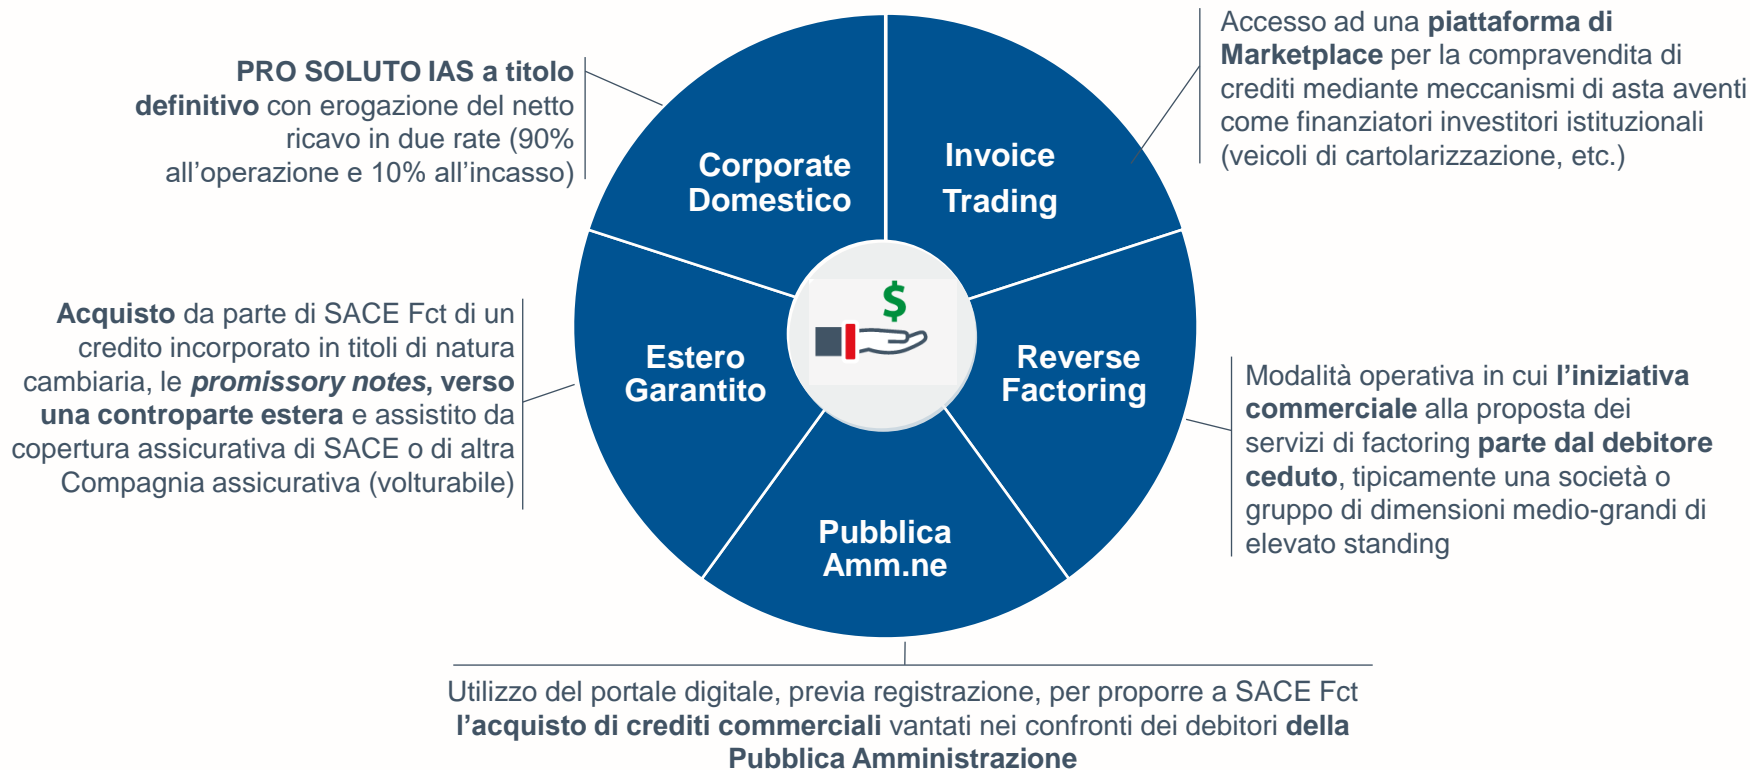 PRO SOLUTO IAS a titolo
definitivo con erogazione del netto
ricavo in due rate (90%
all'operazione e 10% all'incasso)
Accesso ad una piattaforma di
Marketplace per la compravendita di
crediti mediante meccanismi di asta aventi
come finanziatori investitori istituzionali
(veicoli di cartolarizzazione, etc.)
Corporate
Domestico
Invoice
Trading
Acquisto da parte di SACE Fct di un
credito incorporato in titoli di natura
cambiaria, le promissory notes, verso
una controparte estera e assistito da
copertura assicurativa di SACE o di altra
Compagnia assicurativa (volturabile)
Estero
Garantito
$
Reverse
Factoring
Modalità operativa in cui l'iniziativa
commerciale alla proposta dei
servizi di factoring parte dal debitore
ceduto, tipicamente una società o
gruppo di dimensioni medio-grandi di
elevato standing
Pubblica
Amm.ne
Utilizzo del portale digitale, previa registrazione, per proporre a SACE Fct
l'acquisto di crediti commerciali vantati nei confronti dei debitori della
Pubblica Amministrazione